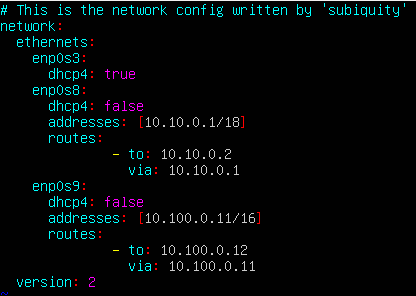 # This is the network config written by 'subiquity'
network:
  ethernets:
    enp0s3:
      dhcp4: true
    enp0s8:
      dhcp4: false
      addresses: [10.10.0.1/18]
      routes:
              - to: 10.10.0.2
                via: 10.10.0.1
    enp0s9:
      dhcp4: false
      addresses: [10.100.0.11/16]
      routes:
              - to: 10.100.0.12
                via: 10.100.0.11
  version: 2
~